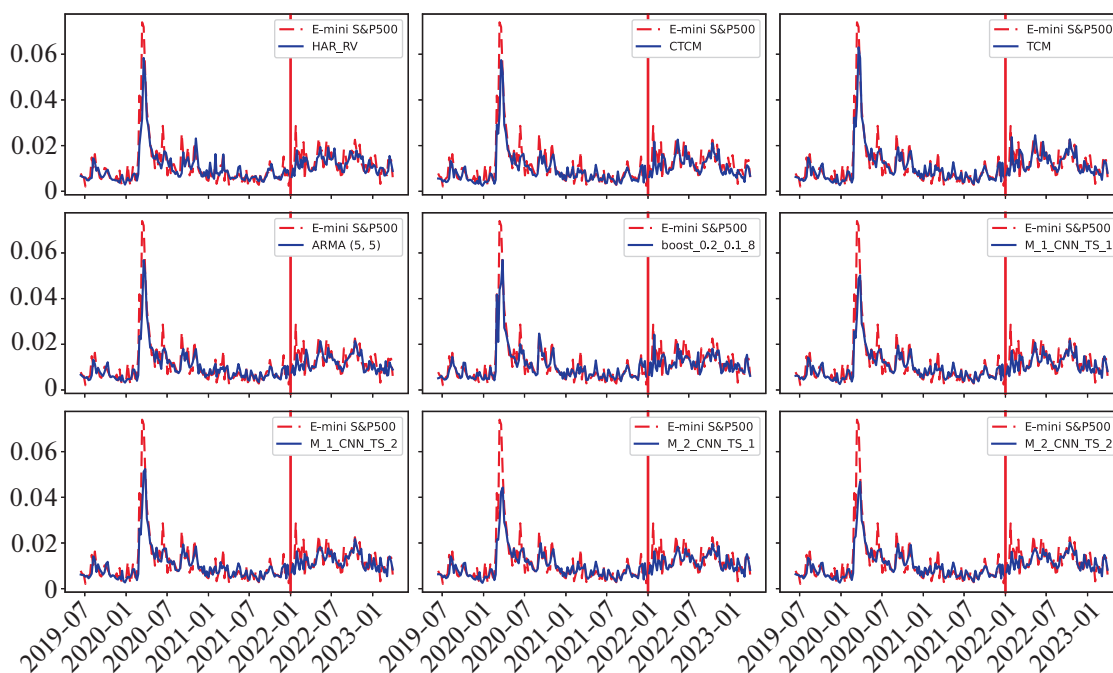 E-mini S&P500
HAR_RV
E-mini S&P500
CTCM
E-mini S&P500
TCM
0.06
0.04
0.02
0
E-mini S&P500
ARMA (5, 5)
E-mini S&P500
boost_0.2_0.1_8
E-mini S&P500
M_1_CNN_TS_1
0.06
0.04
0.02
0
E-mini S&P500
M_1_CNN_TS_2
E-mini S&P500
M_2_CNN_TS_1
E-mini S&P500
M_2_CNN_TS_2
0.06
0.04
0.02
0
2019-07
2020-01
2020-07
2021-01
2021-07
2022-01
2022-07
2023-01
2019-07
2020-01
2020-07
2021-01
2021-07
2022-01
2022-07
2023-01
2019-07
2020-01
2020-07
2021-01
2021-07
2022-01
2022-07
2023-01